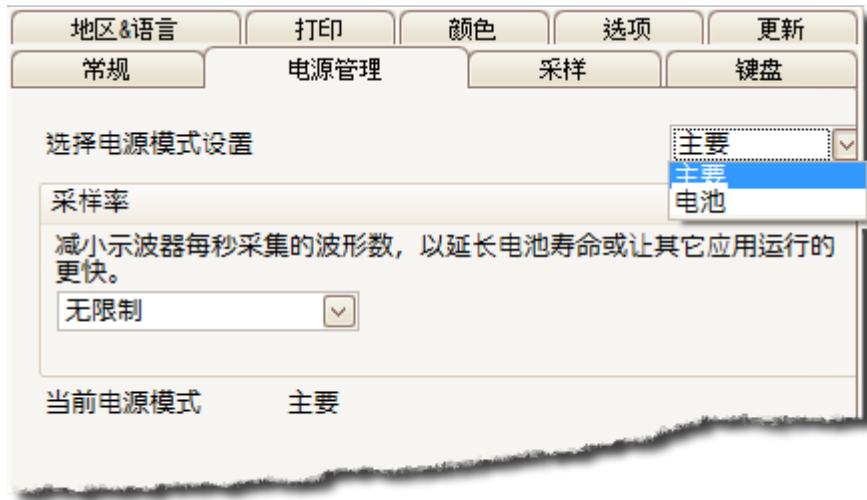 地区&语言
打印
颜色
选项
更新
常规
电源管理
采样
键盘
选择电源模式设置
主要
主要
电池
采样率
减小示波器每秒采集的波形数，以延长电池寿命或让其它应用运行的
更快。
无限制
当前电源模式
主要